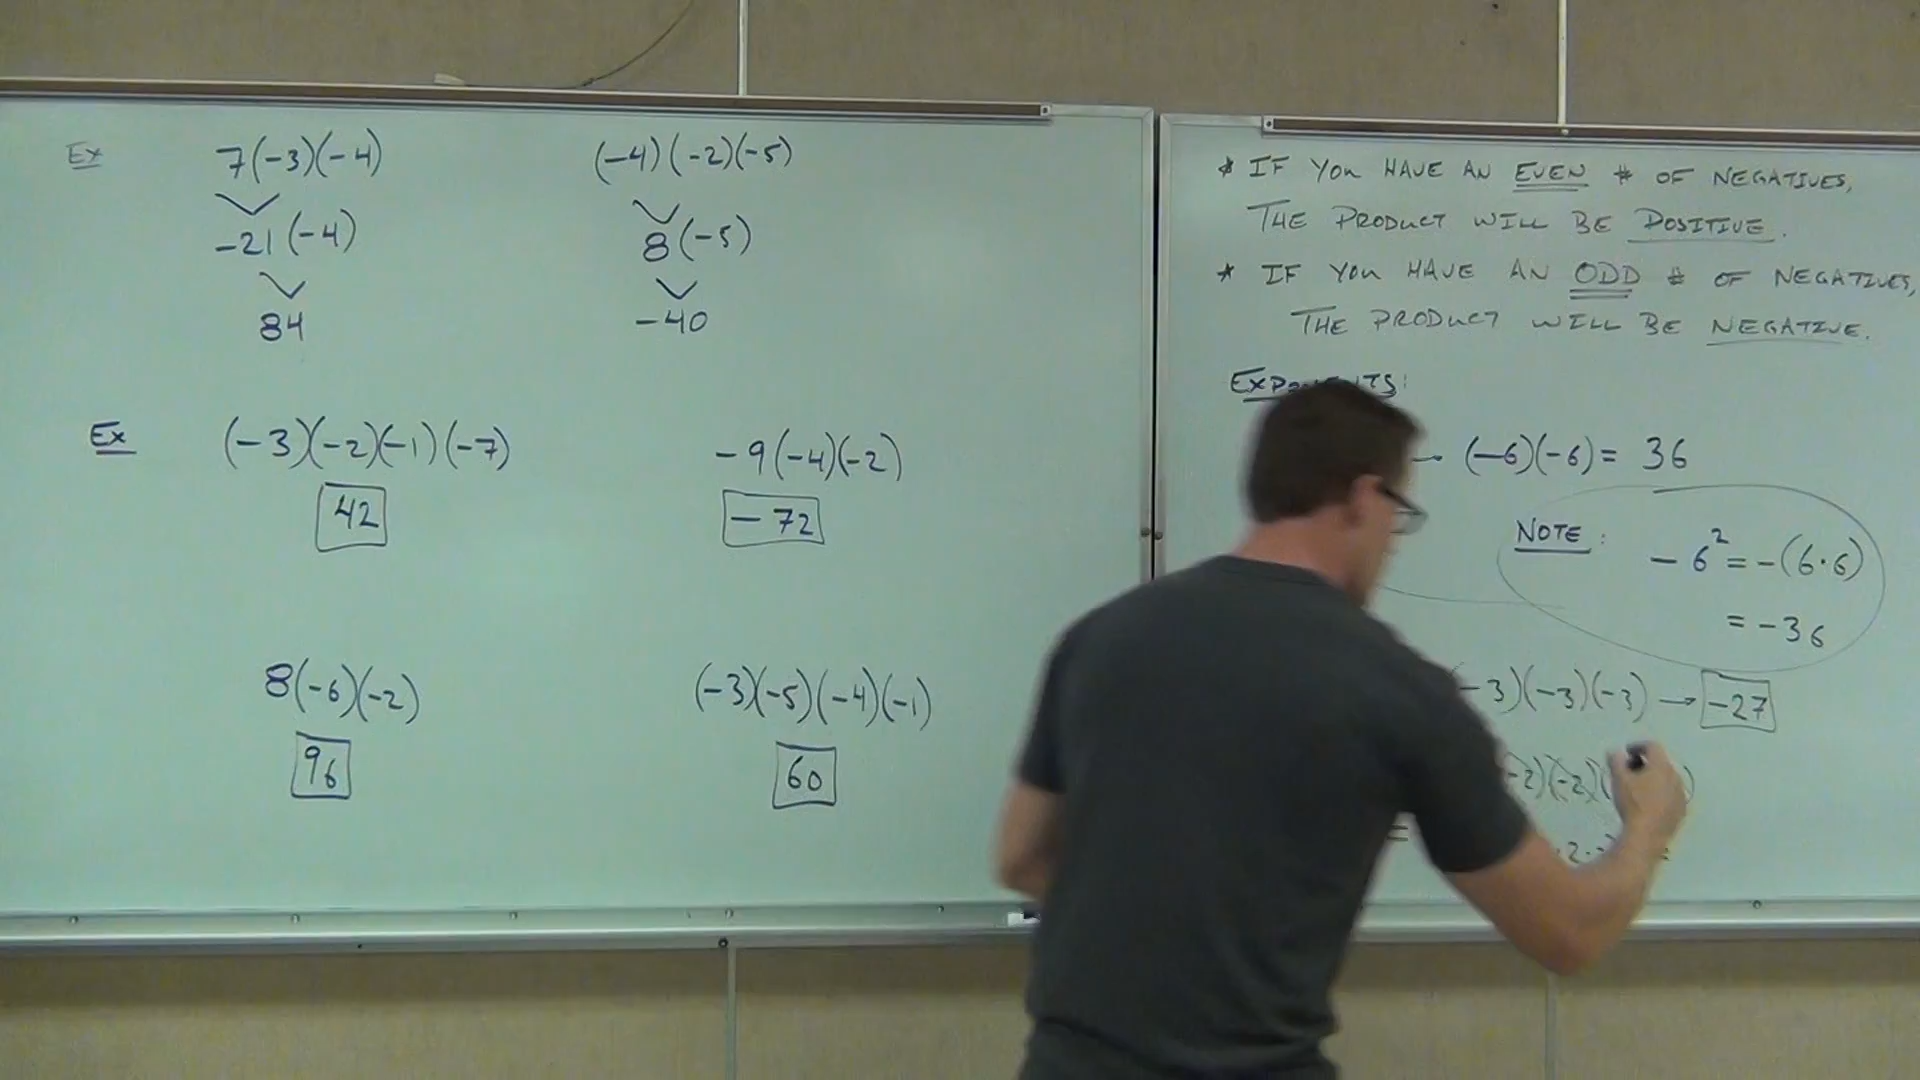 Ex 7(-3)(-4) (-4)(-2)(-5)
-21(-4) 8(-5)
84 -40
Ex (-3)(-2)(-1)(-7) -9(-4)(-2)
42 -72
8(-6)(-2) (-3)(-5)(-4)(-1)
96 60
* IF YOU HAVE AN EVEN # OF NEGATIVES,
THE PRODUCT WILL BE POSITIVE.
* IF YOU HAVE AN ODD # OF NEGATIVES,
THE PRODUCT WILL BE NEGATIVE.
→ (-6)(-6) = 36
NOTE: -6² = -(6·6)
= -36
-3)(-3)(-3) → -27
-2)(-2)(
=